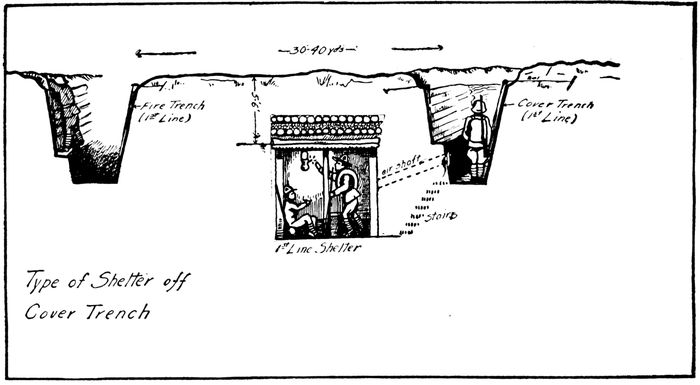 30-40 yds
Fire Trench
(1st Line)
Cover Trench
(1st Line)
air shaft
stairs
1st Line Shelter
Type of Shelter off
Cover Trench